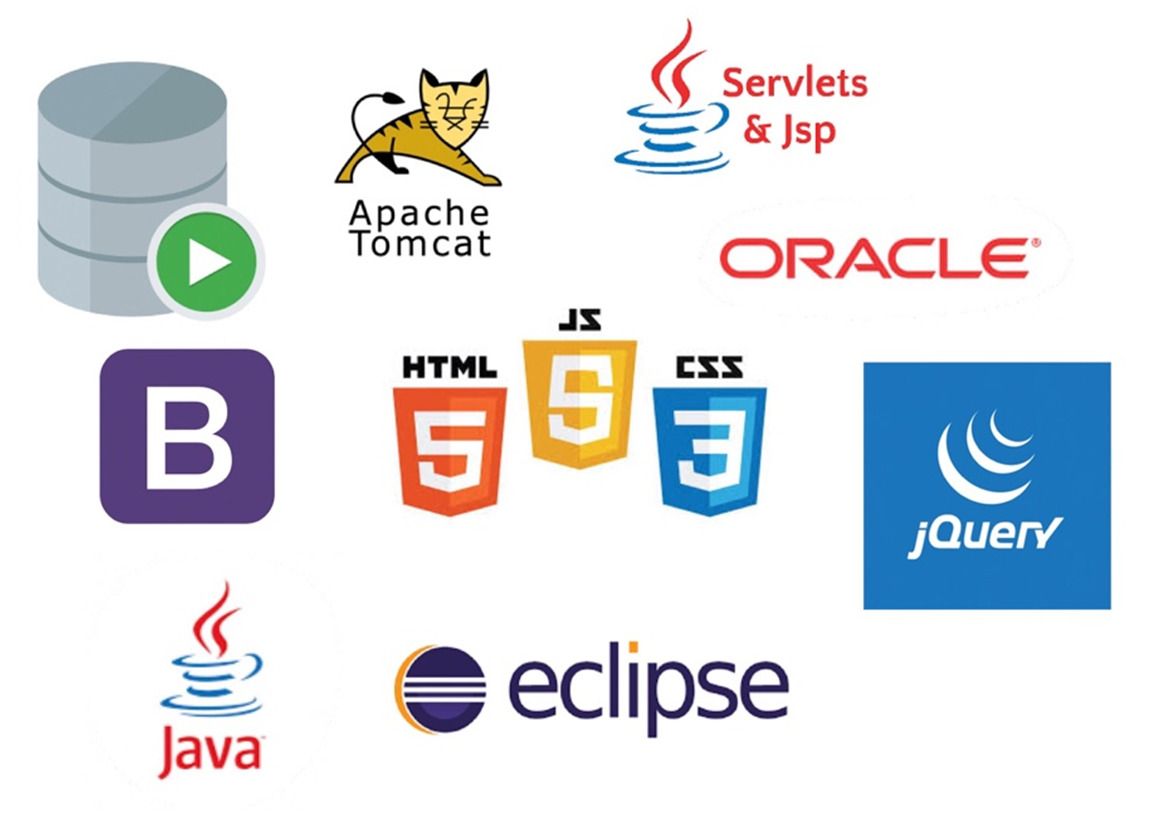 Servlets
& Jsp
Apache
Tomcat
ORACLE®
JS
HTML
CSS
5
5
3
B
jQuery
Java
eclipse